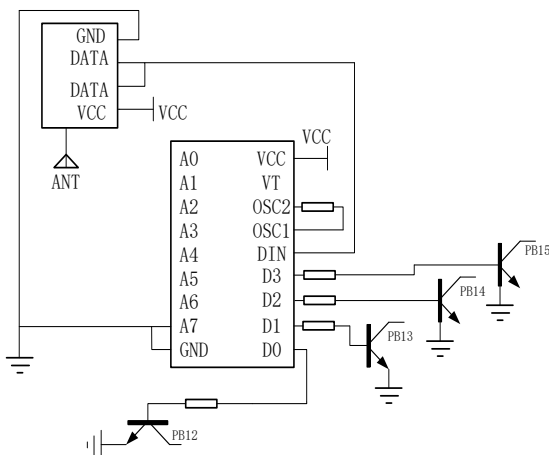 GND
DATA
DATA
VCC
VCC
ANT
A0
A1
A2
A3
A4
A5
A6
A7
GND
VCC
VT
OSC2
OSC1
DIN
D3
D2
D1
D0
VCC
PB15
PB14
PB13
PB12